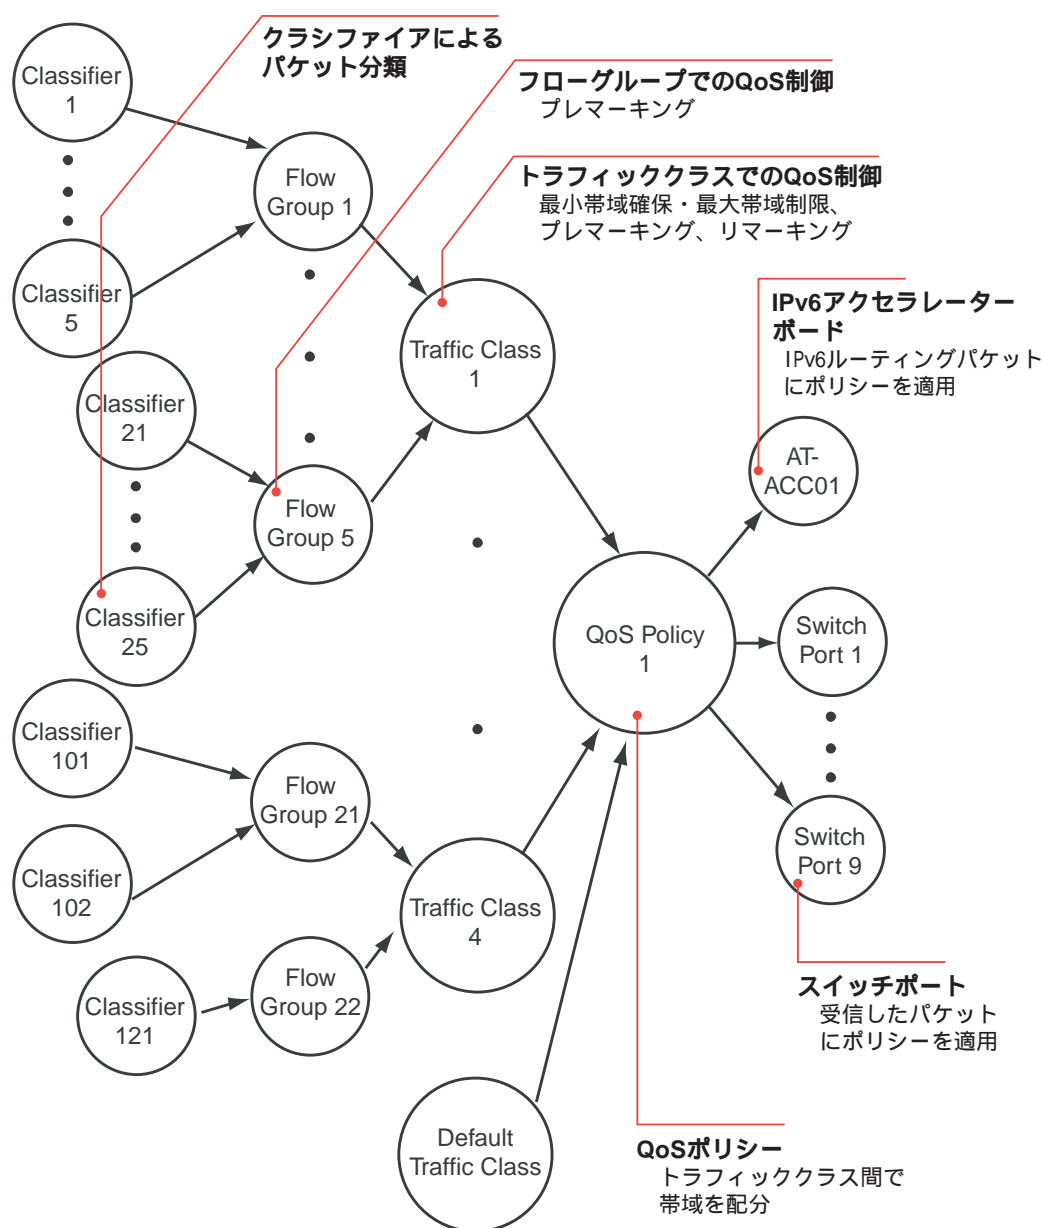 クラシファイアによる
パケット分類
フローグループでのQoS制御
プレマーキング
トラフィッククラスでのQoS制御
最小帯域確保・最大帯域制限、
プレマーキング、リマーキング
IPv6アクセラレーター
ボード
IPv6ルーティングパケット
にポリシーを適用
Classifier
1
Classifier
5
Classifier
21
Classifier
25
Classifier
101
Classifier
102
Classifier
121
Flow
Group 1
Flow
Group 5
Flow
Group 21
Flow
Group 22
Traffic Class
1
Traffic Class
4
Default
Traffic Class
QoS Policy
1
AT-
ACC01
Switch
Port 1
Switch
Port 9
スイッチポート
受信したパケット
にポリシーを適用
QoSポリシー
トラフィッククラス間で
帯域を配分